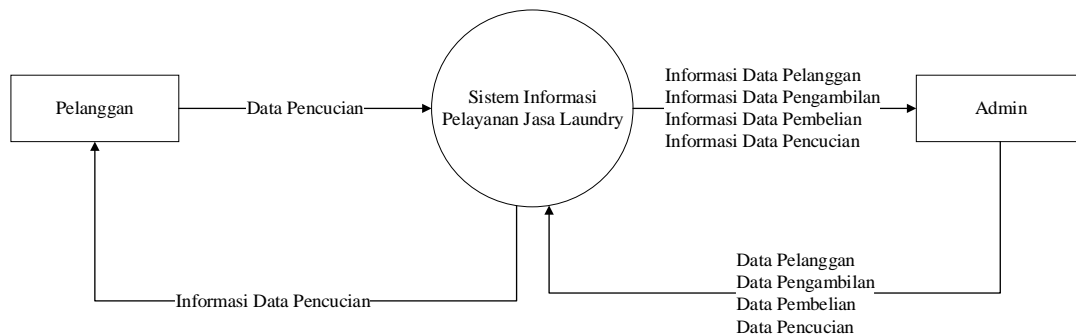 Pelanggan
Data Pencucian
Sistem Informasi
Pelayanan Jasa Laundry
Informasi Data Pelanggan
Informasi Data Pengambilan
Informasi Data Pembelian
Informasi Data Pencucian
Admin
Informasi Data Pencucian
Data Pelanggan
Data Pengambilan
Data Pembelian
Data Pencucian